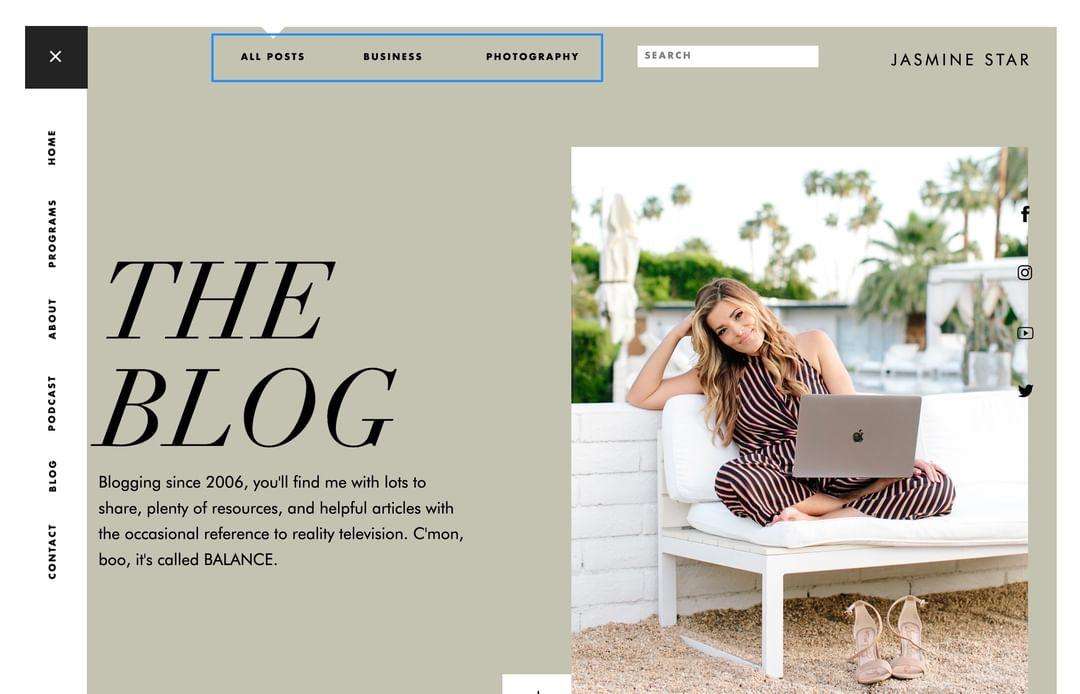 ALL POSTS
BUSINESS
PHOTOGRAPHY
SEARCH
JASMINE STAR
HOME
PROGRAMS
ABOUT
PODCAST
BLOG
CONTACT
THE
BLOG
Blogging since 2006, you'll find me with lots to
share, plenty of resources, and helpful articles with
the occasional reference to reality television. C'mon,
boo, it's called BALANCE.